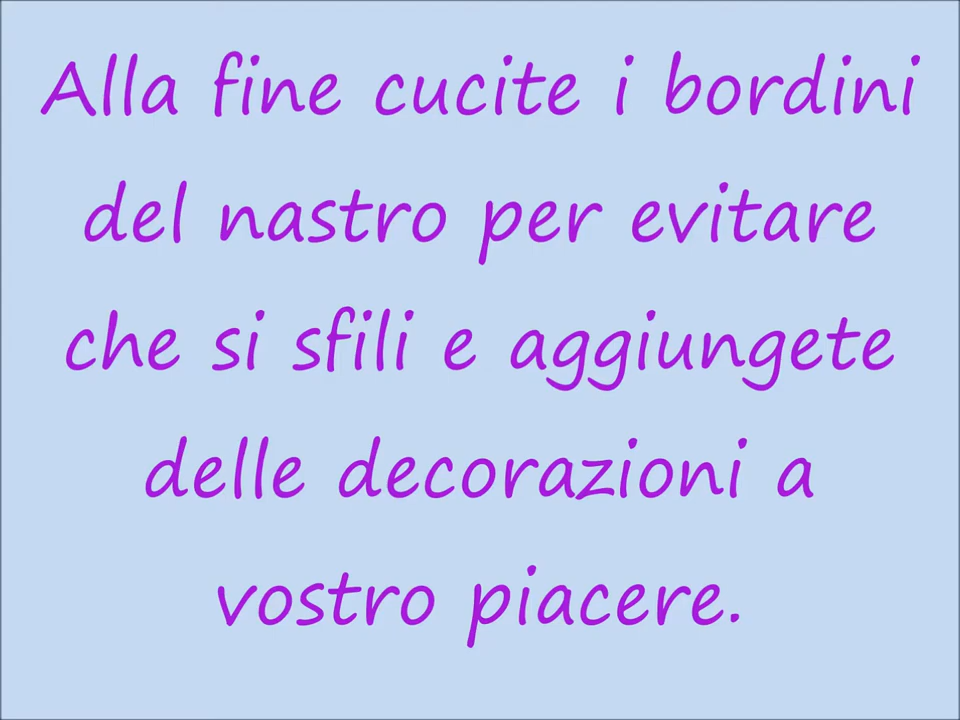 Alla fine cucite i bordini
del nastro per evitare
che si sfili e aggiungete
delle decorazioni a
vostro piacere.